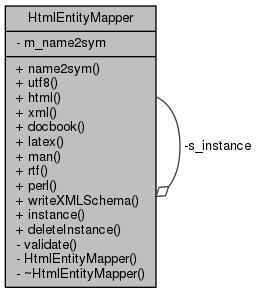 HtmlEntityMapper
- m_name2sym
+ name2sym()
+ utf8()
+ html()
+ xml()
+ docbook()
+ latex()
+ man()
+ rtf()
+ perl()
+ writeXMLSchema()
+ instance()
+ deleteInstance()
- validate()
- HtmlEntityMapper()
- ~HtmlEntityMapper()
-s_instance